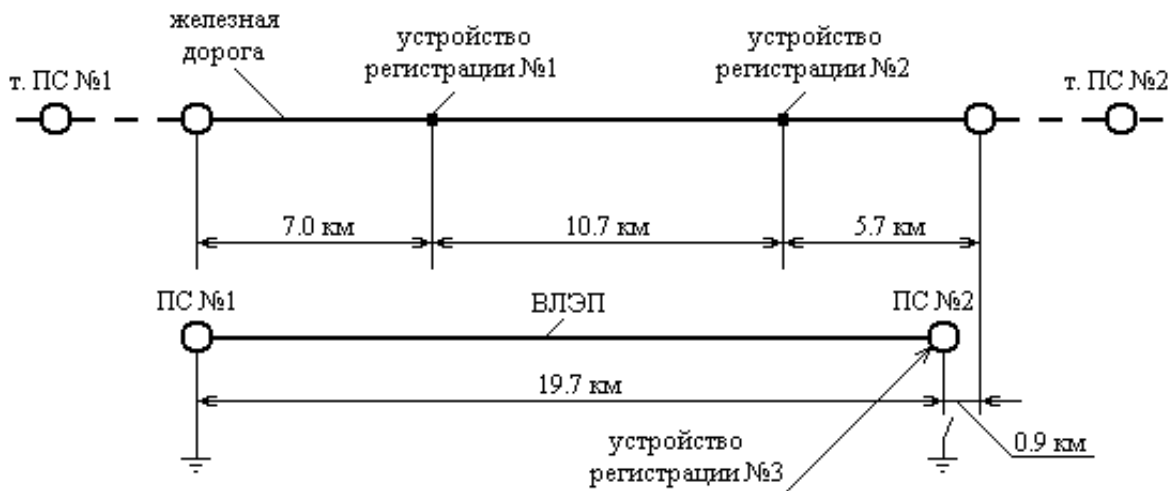 железная
дорога
устройство
регистрации №1
устройство
регистрации №2
т. ПС №1
т. ПС №2
7.0 км
10.7 км
5.7 км
ПС №1
ВЛЭП
ПС №2
19.7 км
0.9 км
устройство
регистрации №3